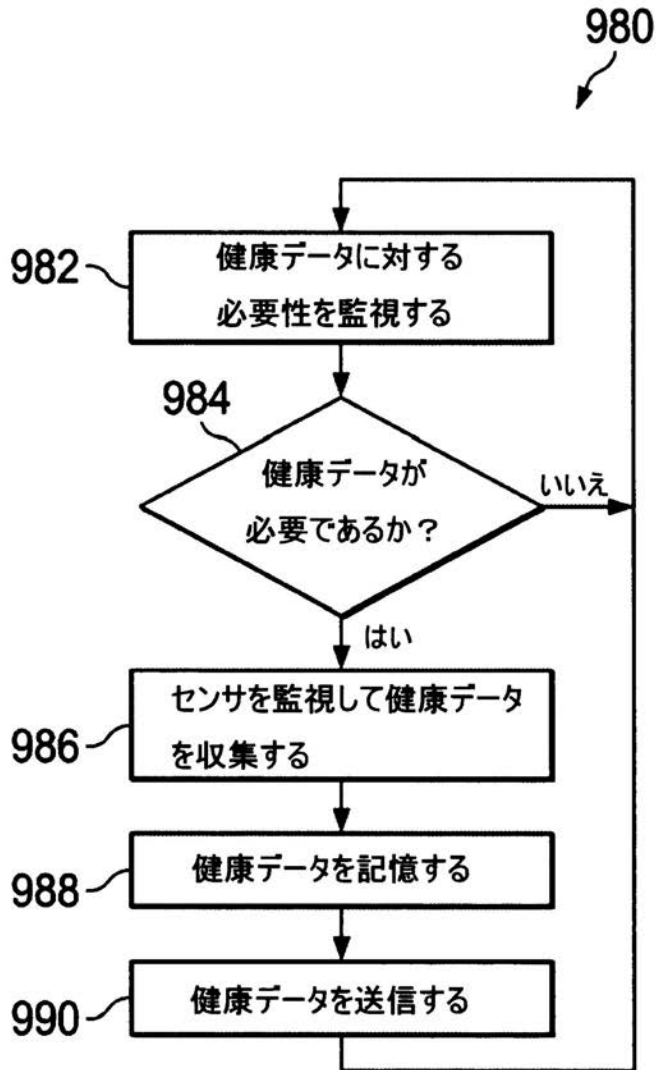 980
982
健康データに対する
必要性を監視する
984
健康データが
必要であるか？
いいえ
はい
986
センサを監視して健康データ
を収集する
988
健康データを記憶する
990
健康データを送信する